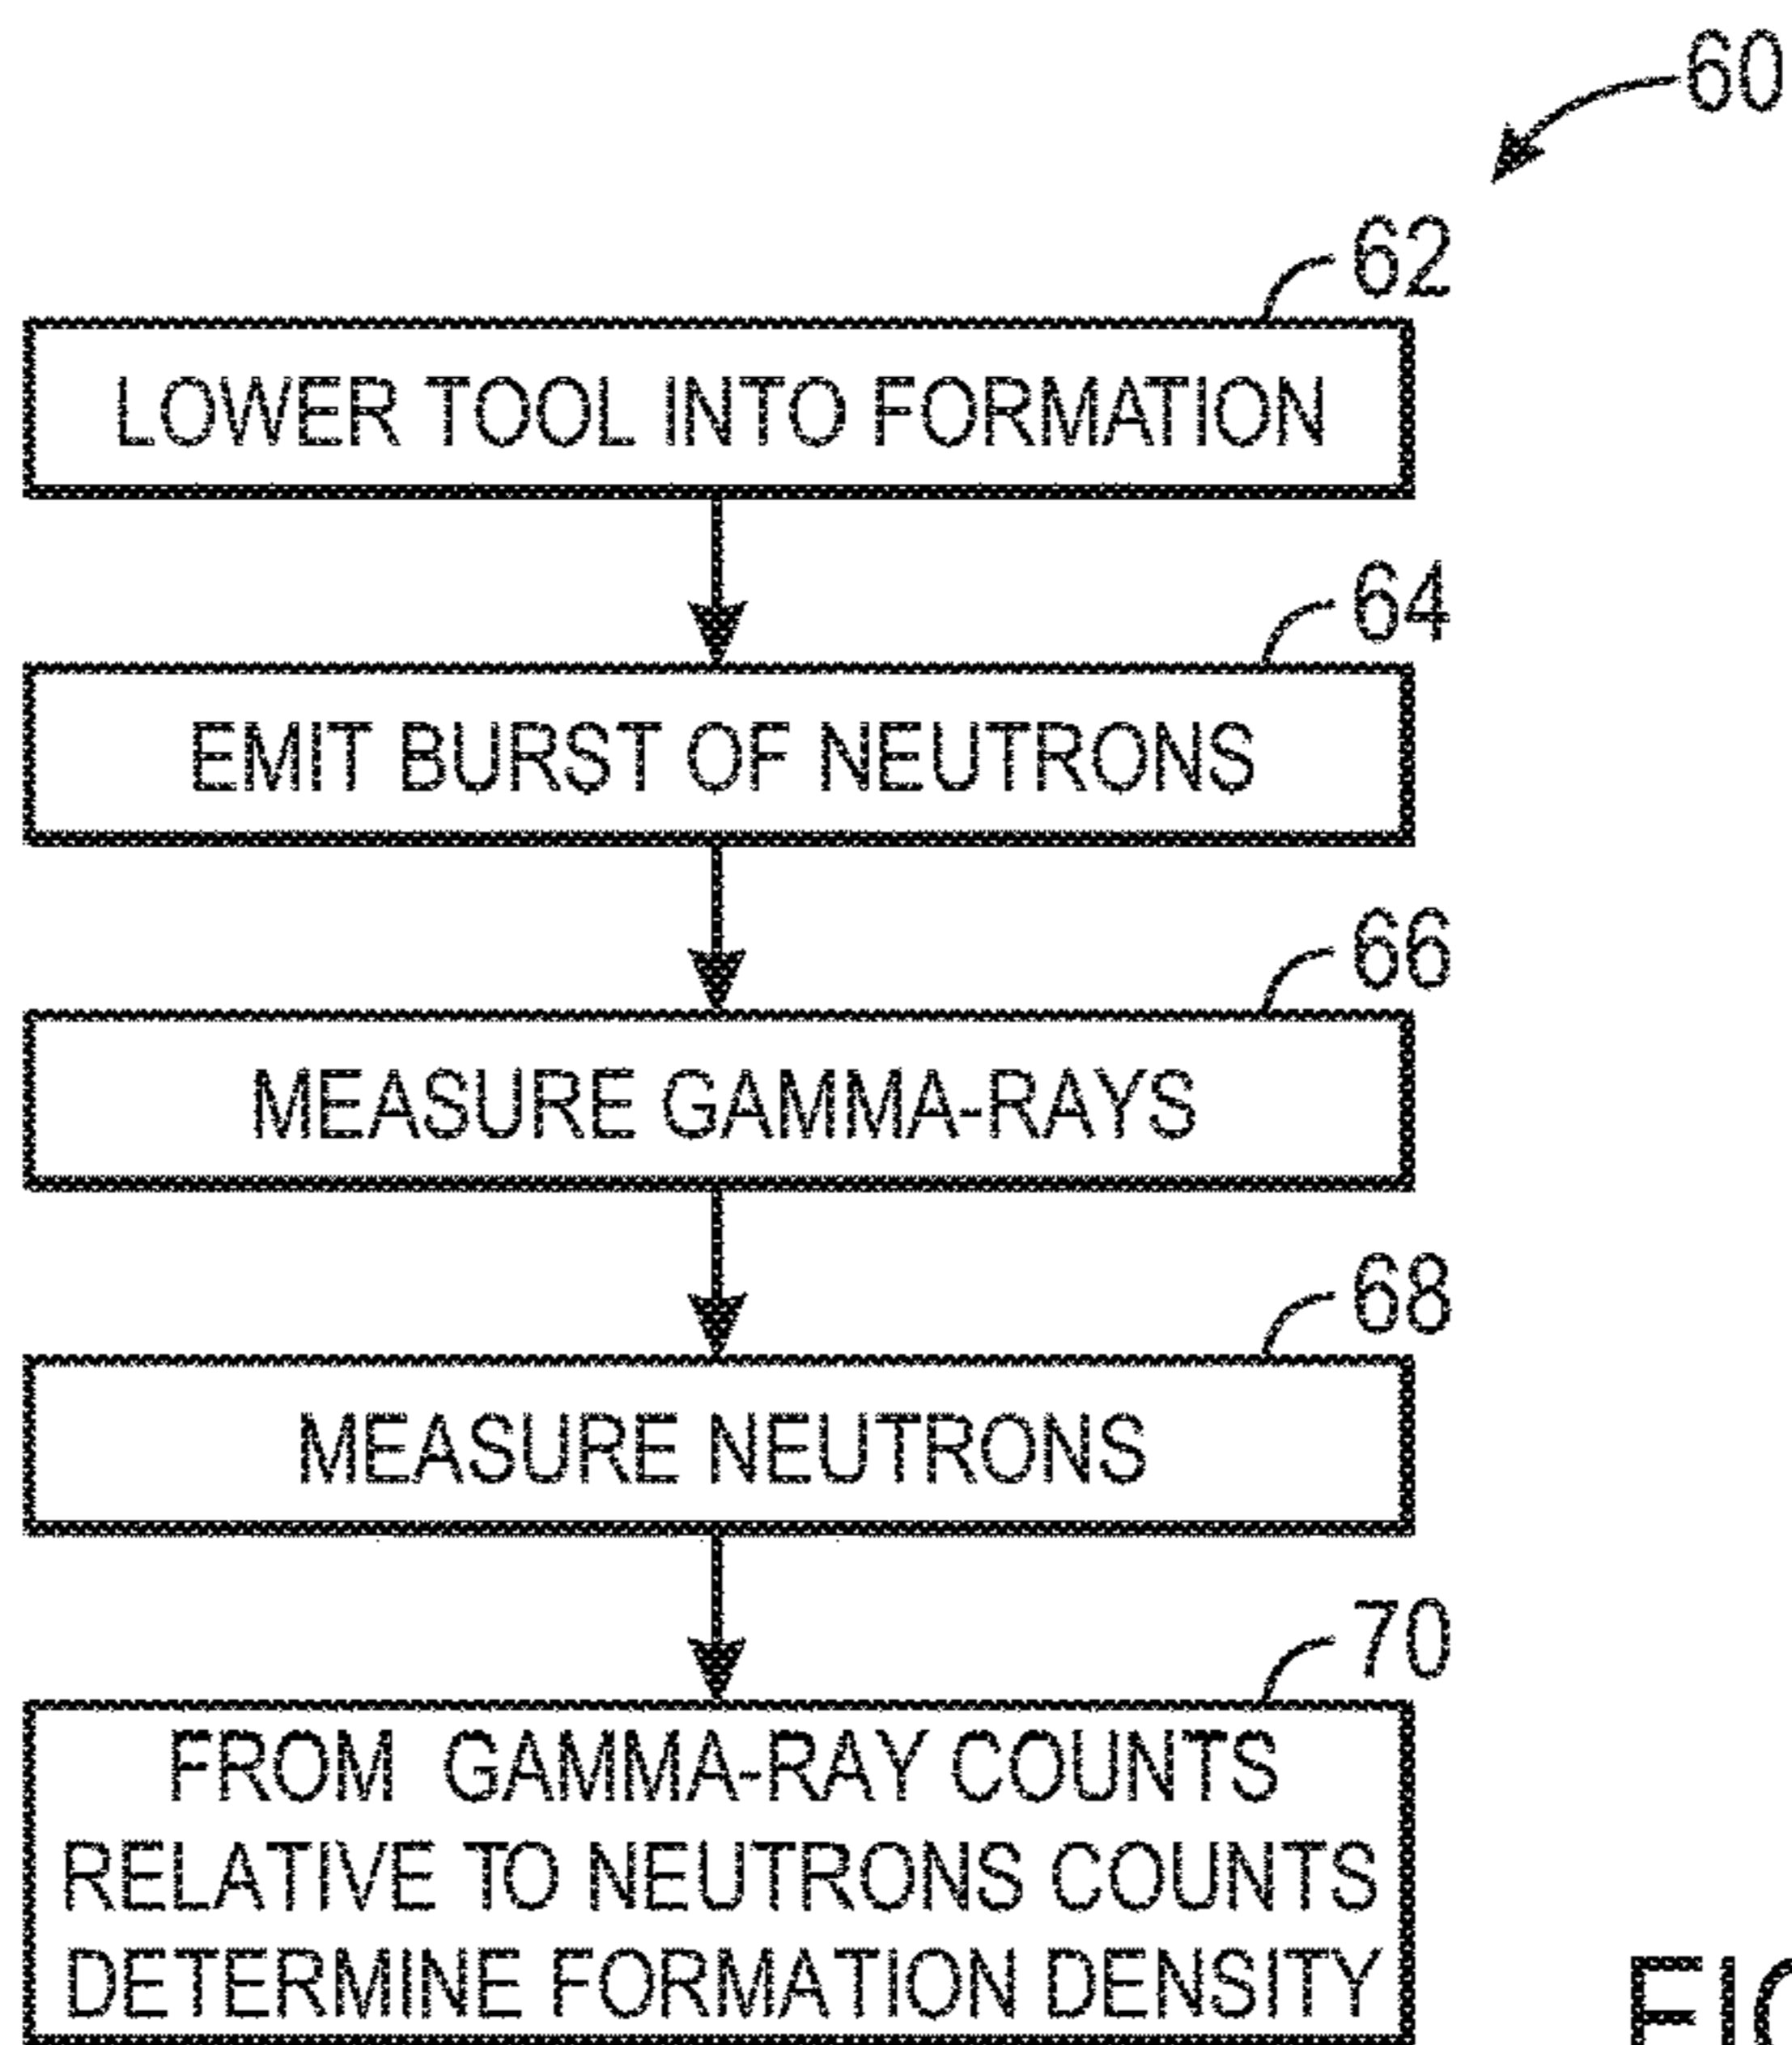 60
62
LOWER TOOL INTO FORMATION
64
EMIT BURST OF NEUTRONS
66
MEASURE GAMMA-RAYS
68
MEASURE NEUTRONS
70
FROM GAMMA-RAY COUNTS
RELATIVE TO NEUTRONS COUNTS
DETERMINE FORMATION DENSITY